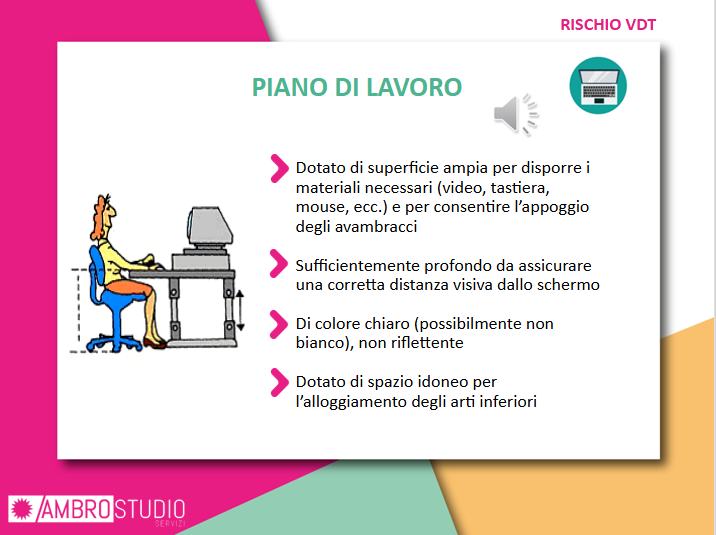 RISCHIO VDT
PIANO DI LAVORO
Dotato di superficie ampia per disporre i
materiali necessari (video, tastiera,
mouse, ecc.) e per consentire l’appoggio
degli avambracci
Sufficientemente profondo da assicurare
una corretta distanza visiva dallo schermo
Di colore chiaro (possibilmente non
bianco), non riflettente
Dotato di spazio idoneo per
l’alloggiamento degli arti inferiori
AMBROSTUDIO
SERVIZI